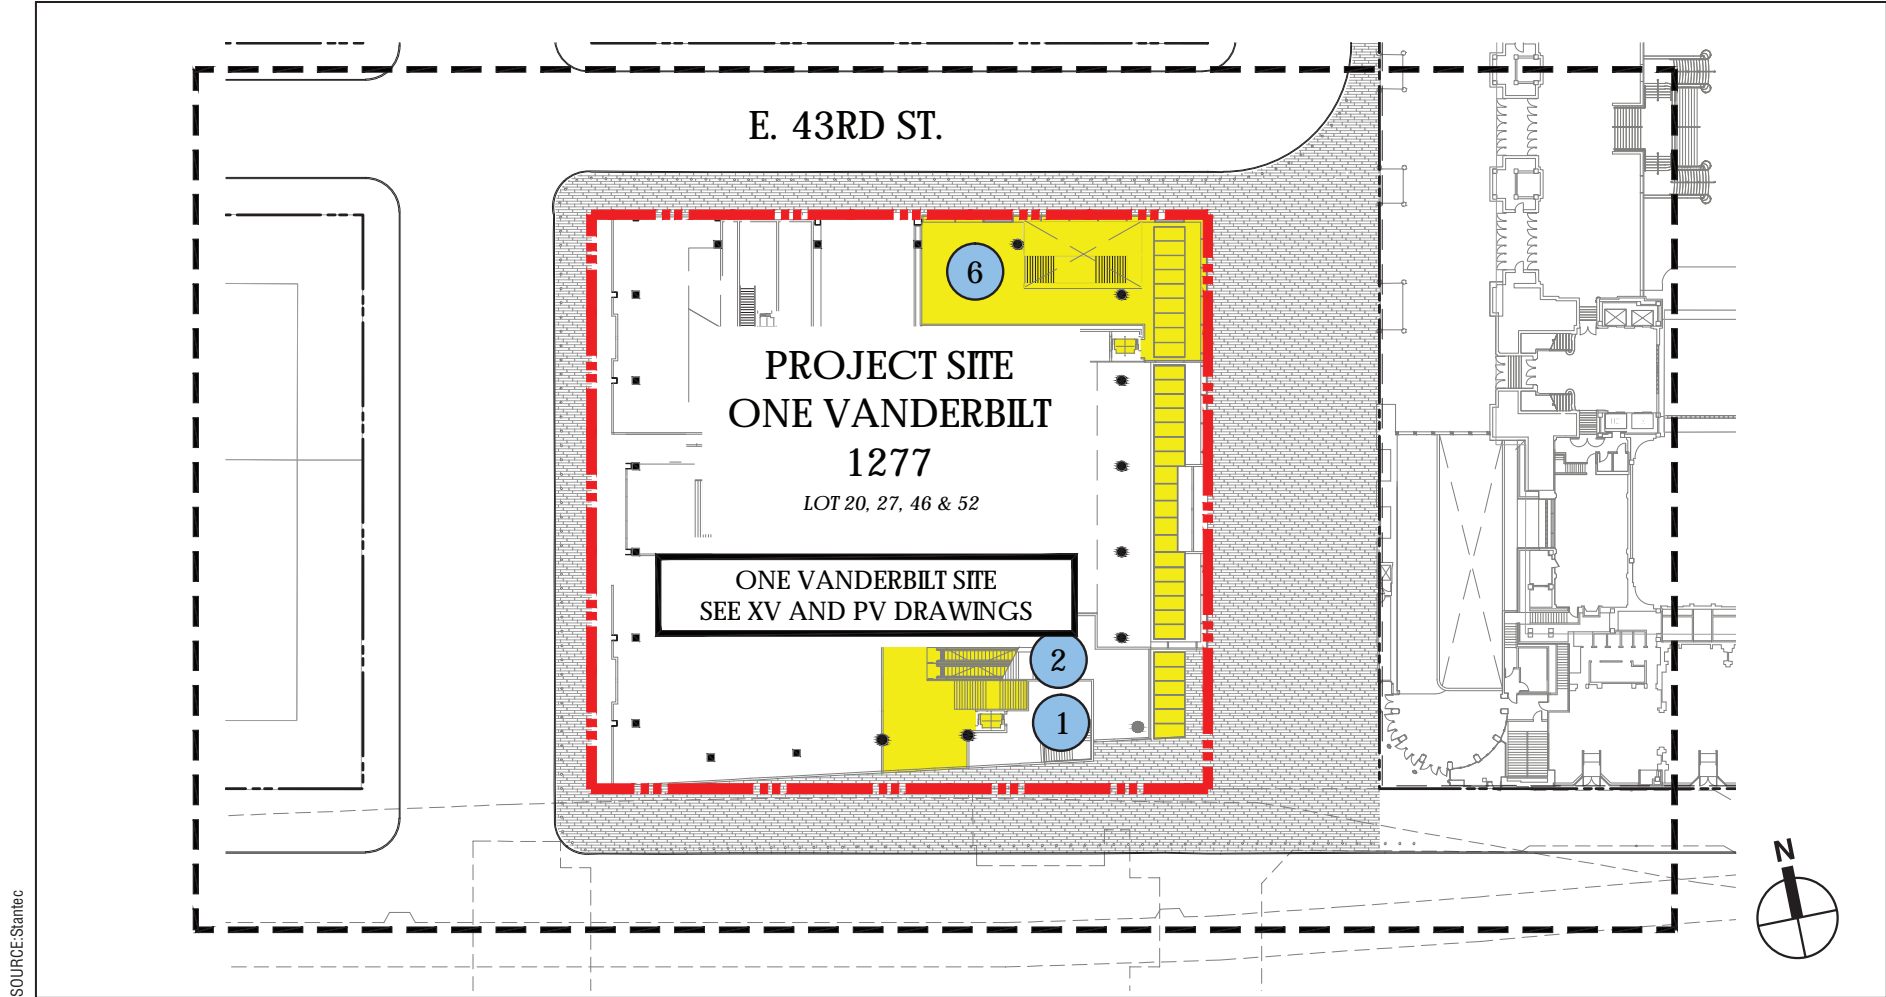 E. 43RD ST.
6
PROJECT SITE
ONE VANDERBILT
1277
LOT 20, 27, 46 & 52
ONE VANDERBILT SITE
SEE XV AND PV DRAWINGS
2
1
N
SOURCE:Stantec